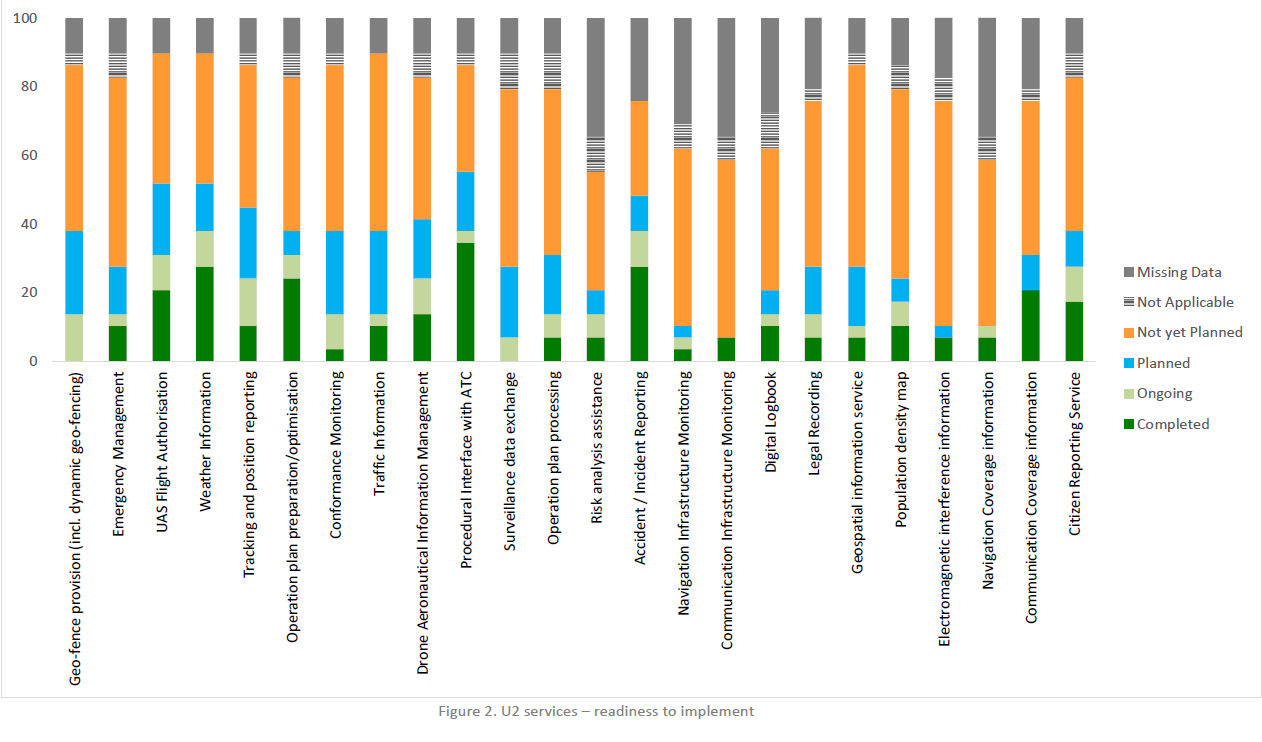 100
80
60
40
20
0
Geo-fence provision (incl. dynamic geo-fencing)
Emergency Management
UAS Flight Authorisation
Weather Information
Tracking and position reporting
Operation plan preparation/optimisation
Conformance Monitoring
Traffic Information
Drone Aeronautical Information Management
Procedural Interface with ATC
Surveillance data exchange
Operation plan processing
Risk analysis assistance
Accident / Incident Reporting
Navigation Infrastructure Monitoring
Communication Infrastructure Monitoring
Digital Logbook
Legal Recording
Geospatial information service
Population density map
Electromagnetic interference information
Navigation Coverage information
Communication Coverage information
Citizen Reporting Service
Missing Data
Not Applicable
Not yet Planned
Planned
Ongoing
Completed
Figure 2. U2 services – readiness to implement